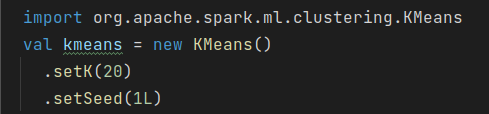 import org.apache.spark.ml.clustering.KMeans
val kmeans = new KMeans()
  .setK(20)
  .setSeed(1L)